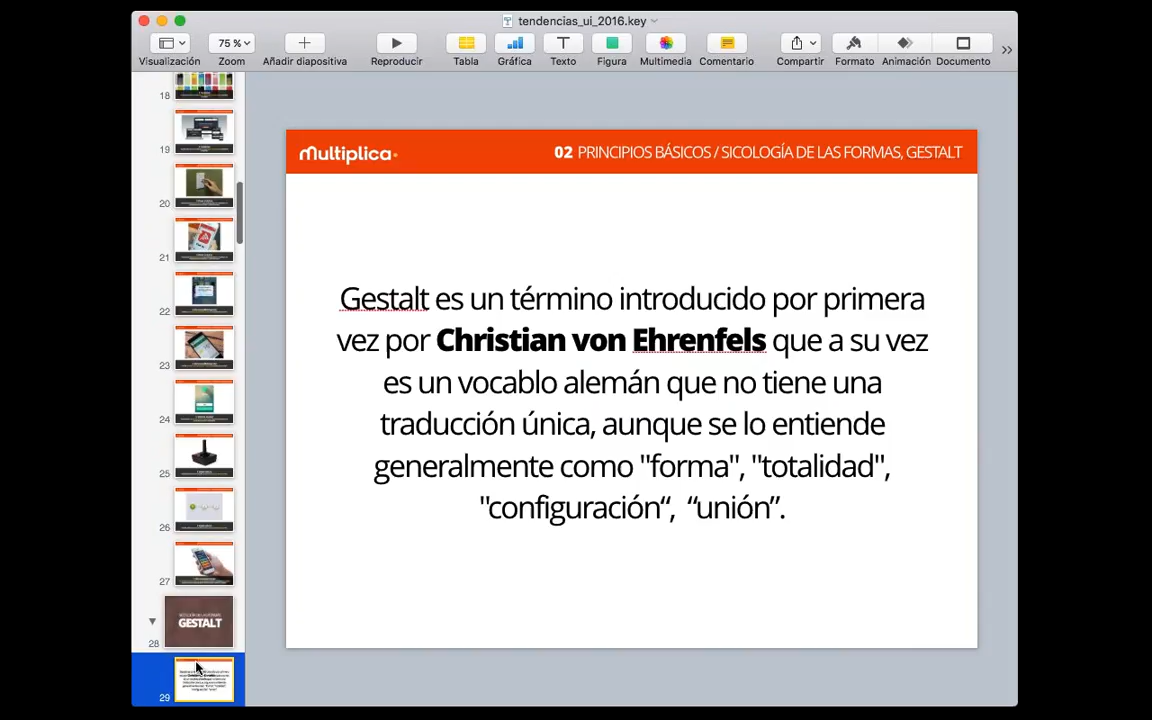 tendencias_ui_2016.key
75 %
Visualización Zoom Añadir diapositiva Reproducir Tabla Gráfica Texto Figura Multimedia Comentario Compartir Formato Animación Documento
18
19
20
21
22
23
24
25
26
27
GESTALT
28
29
Multiplica
02 PRINCIPIOS BÁSICOS / SICOLOGÍA DE LAS FORMAS, GESTALT
Gestalt es un término introducido por primera
vez por Christian von Ehrenfels que a su vez
es un vocablo alemán que no tiene una
traducción única, aunque se lo entiende
generalmente como "forma", "totalidad",
"configuración“, “unión”.